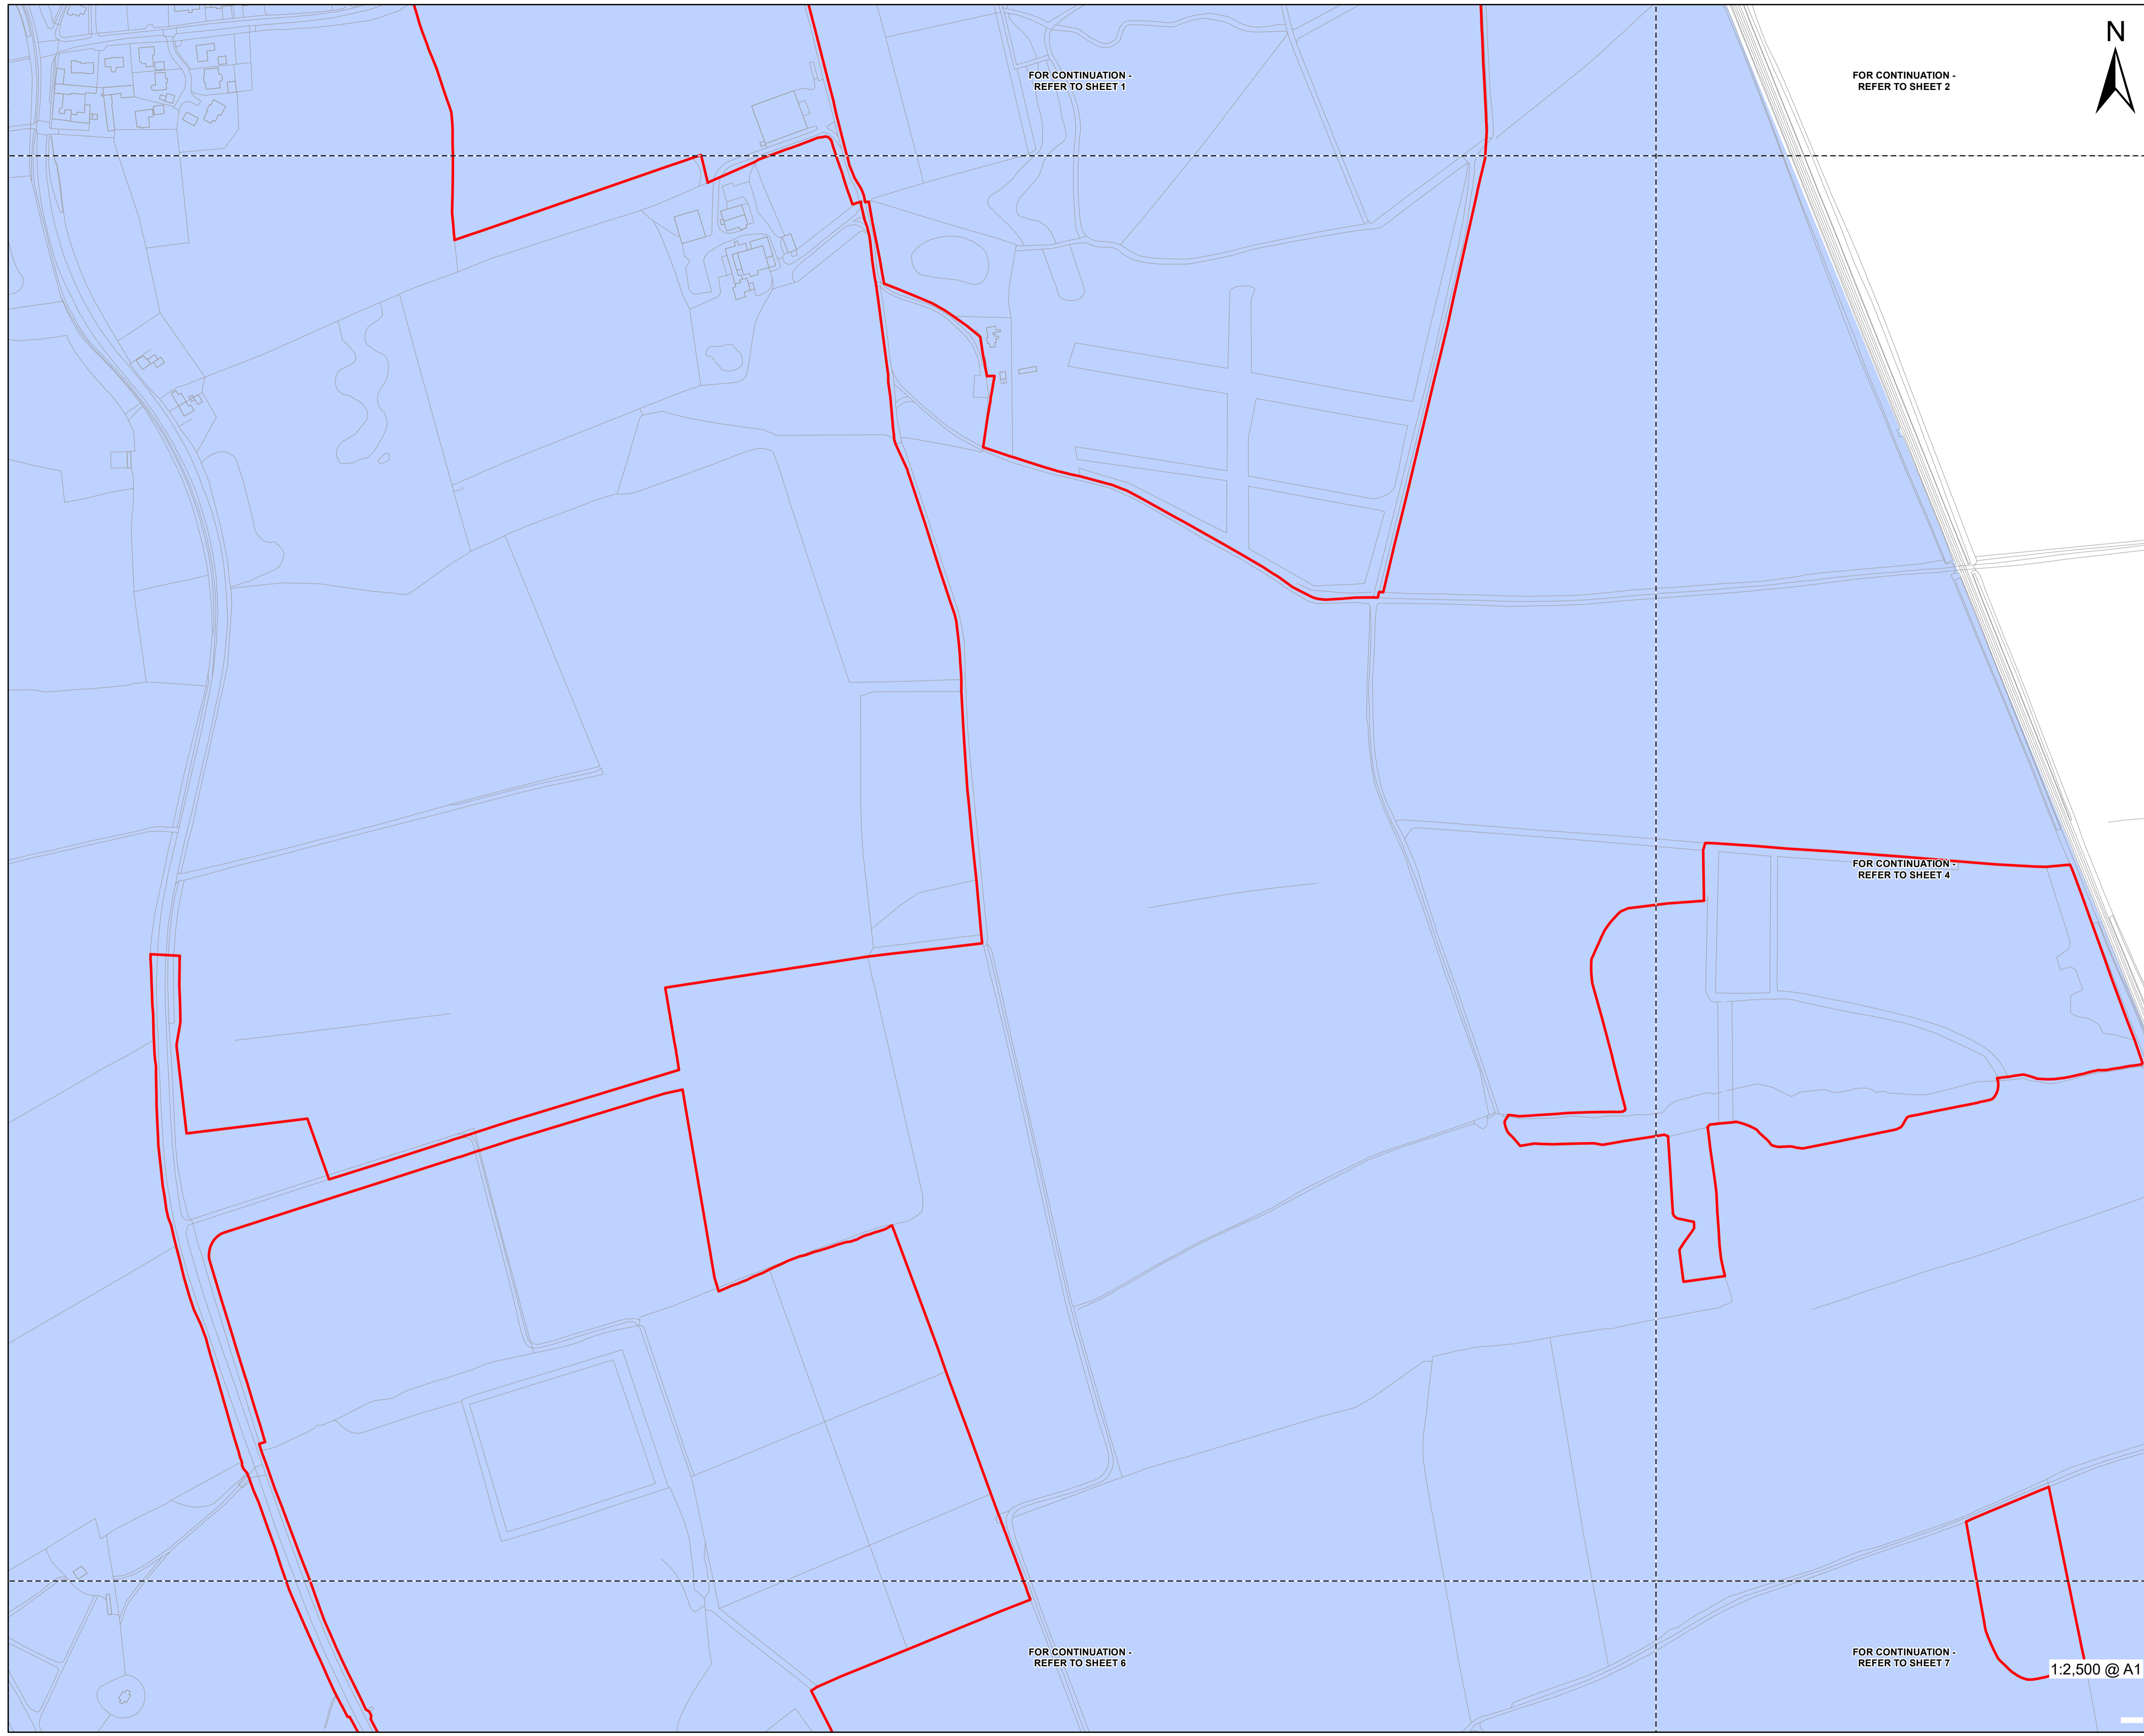 N
FOR CONTINUATION -
REFER TO SHEET 1
FOR CONTINUATION -
REFER TO SHEET 2
FOR CONTINUATION -
REFER TO SHEET 4
FOR CONTINUATION -
REFER TO SHEET 6
FOR CONTINUATION -
REFER TO SHEET 7
1:2,500 @ A1